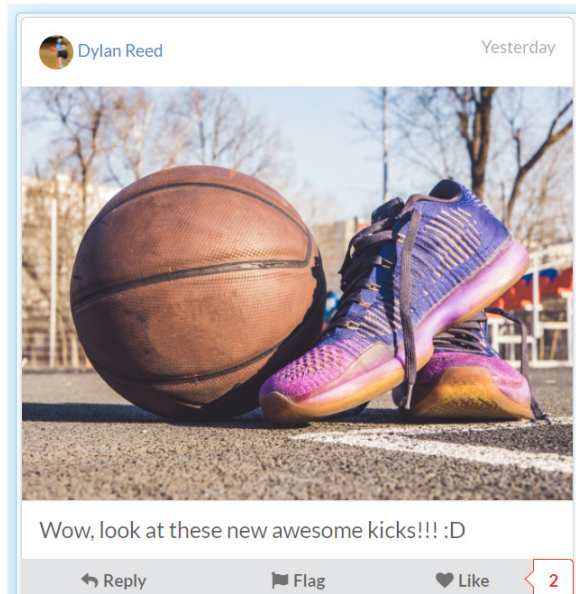 Dylan Reed
Yesterday
Wow, look at these new awesome kicks!!! :D
Reply
Flag
Like
2